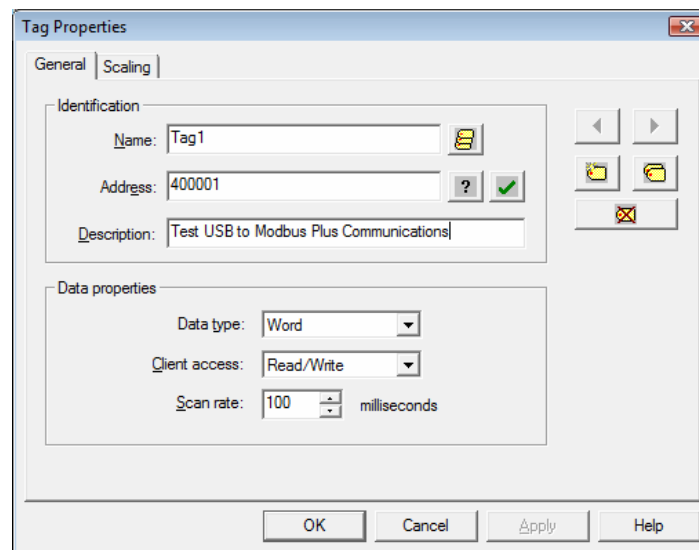 Tag Properties
General Scaling
Identification
Name: Tag1
Address: 400001 ?
Description: Test USB to Modbus Plus Communications
Data properties
Data type: Word
Client access: Read/Write
Scan rate: 100 milliseconds
OK Cancel Apply Help